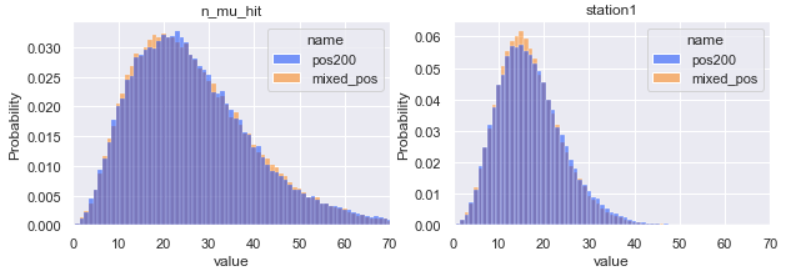 n_mu_hit
0.030
0.025
0.020
0.015
0.010
0.005
0.000
Probability
0 10 20 30 40 50 60 70
value
name
pos200
mixed_pos
station1
0.06
0.05
0.04
0.03
0.02
0.01
0.00
Probability
0 10 20 30 40 50 60 70
value
name
pos200
mixed_pos